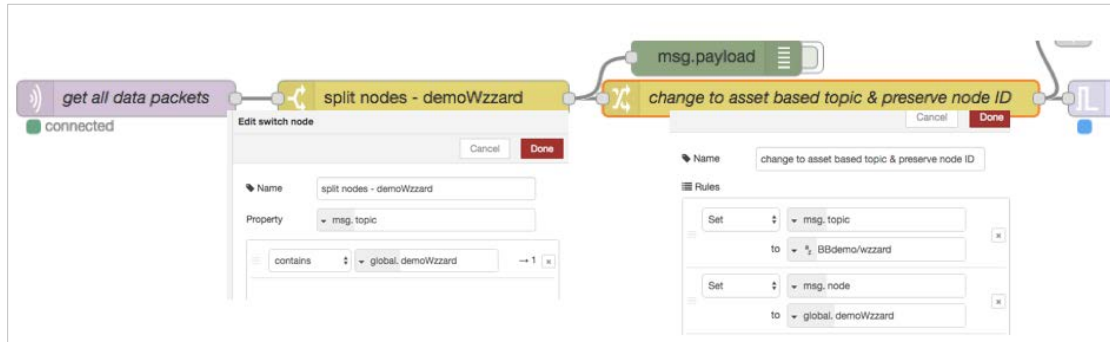 msg.payload
get all data packets
split nodes - demoWzzard
change to asset based topic & preserve node ID
connected
Edit switch node
Cancel Done
Name split nodes - demoWzzard
Property msg. topic
contains global. demoWzzard → 1 x
Cancel Done
Name change to asset based topic & preserve node ID
Rules
Set msg. topic
to a z BBdemo/wzzard x
Set msg. node
to global. demoWzzard x